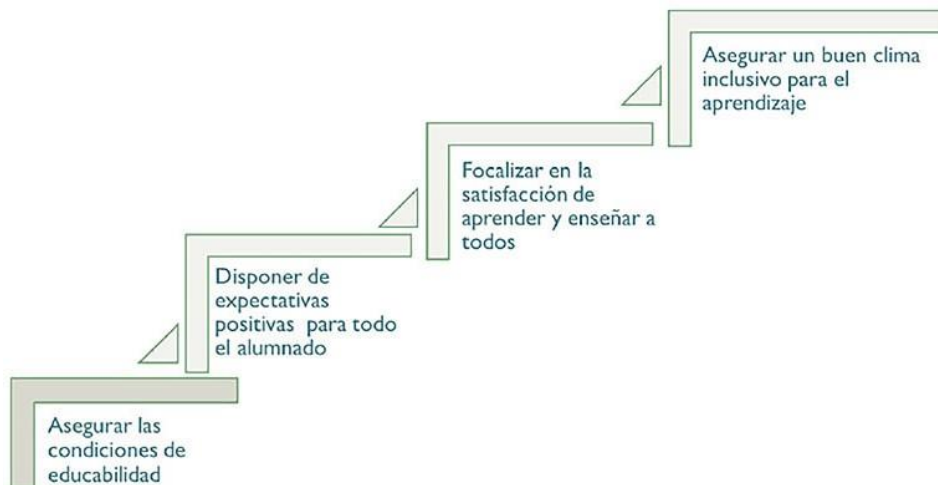 Asegurar un buen clima
inclusivo para el
aprendizaje
Focalizar en la
satisfacción de
aprender y enseñar a
todos
Disponer de
expectativas
positivas para todo
el alumnado
Asegurar las
condiciones de
educabilidad